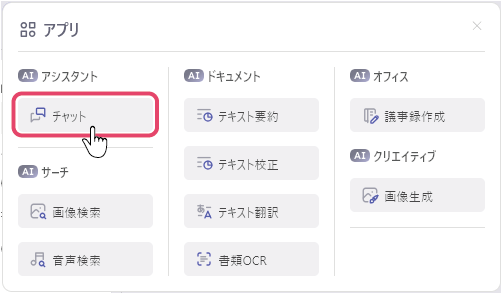 アプリ
AI アシスタント
チャット
AI サーチ
画像検索
音声検索
AI ドキュメント
テキスト要約
テキスト校正
テキスト翻訳
書類OCR
AI オフィス
議事録作成
AI クリエイティブ
画像生成